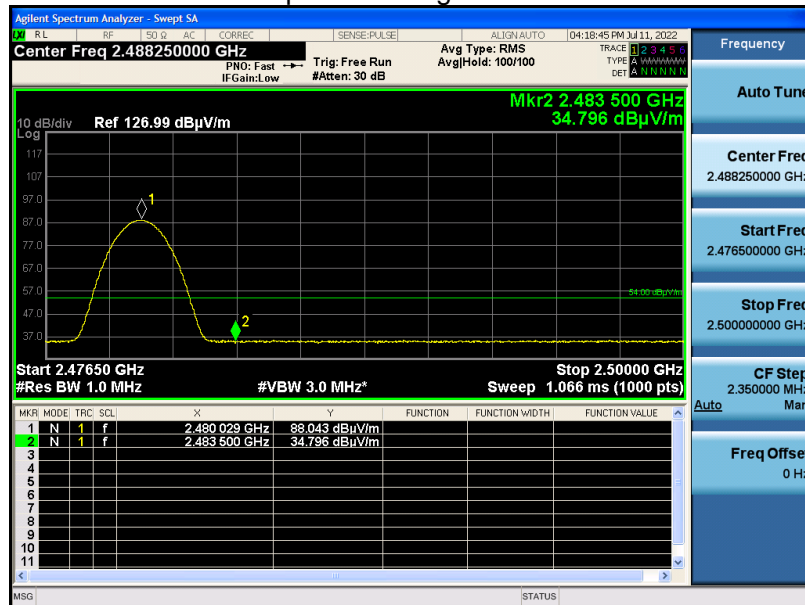 Agilent Spectrum Analyzer - Swept SA
LXI RL RF 50 Ω AC CORREC SENSE:PULSE ALIGN AUTO 04:18:45 PM Jul 11, 2022
Center Freq 2.488250000 GHz
PNO: Fast
IFGain:Low
Trig: Free Run
#Atten: 30 dB
Avg Type: RMS
Avg|Hold: 100/100
TRACE 1 2 3 4 5 6
TYPE A WWWWW
DET A N N N N N
Frequency
Mkr2 2.483 500 GHz
34.796 dBµV/m
10 dB/div Ref 126.99 dBµV/m
Log
117
107
97.0
87.0
77.0
67.0
57.0
47.0
37.0
1
2
54.00 dBµV/m
Start 2.47650 GHz Stop 2.50000 GHz
#Res BW 1.0 MHz #VBW 3.0 MHz* Sweep 1.066 ms (1000 pts)
MKR MODE TRC SCL X Y FUNCTION FUNCTION WIDTH FUNCTION VALUE
1 N 1 f 2.480 029 GHz 88.043 dBµV/m
2 N 1 f 2.483 500 GHz 34.796 dBµV/m
3
4
5
6
7
8
9
10
11
MSG STATUS
Auto Tune
Center Freq
2.488250000 GHz
Start Freq
2.476500000 GHz
Stop Freq
2.500000000 GHz
CF Step
2.350000 MHz
Auto Man
Freq Offset
0 Hz